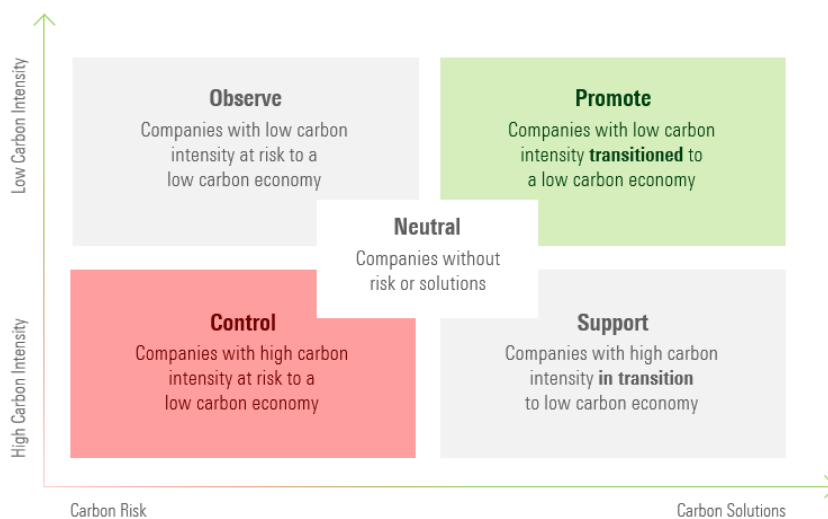 Low Carbon Intensity
High Carbon Intensity
Observe
Companies with low carbon
intensity at risk to a
low carbon economy
Promote
Companies with low carbon
intensity transitioned to
a low carbon economy
Neutral
Companies without
risk or solutions
Control
Companies with high carbon
intensity at risk to a
low carbon economy
Support
Companies with high carbon
intensity in transition
to low carbon economy
Carbon Risk
Carbon Solutions